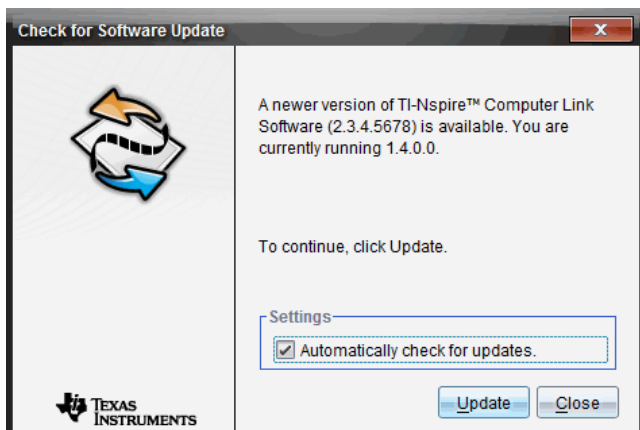 Check for Software Update
A newer version of TI-Nspire™ Computer Link
Software (2.3.4.5678) is available. You are
currently running 1.4.0.0.
To continue, click Update.
Settings
Automatically check for updates.
Update Close
TEXAS
INSTRUMENTS